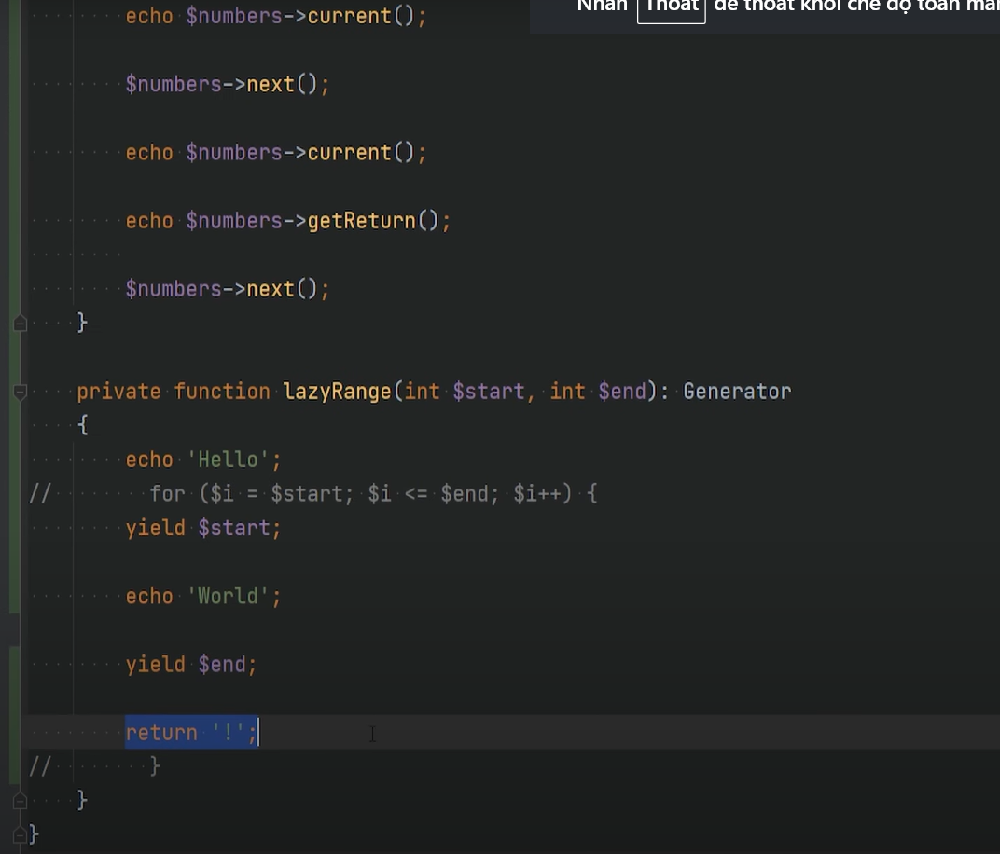 Nhấn Thoát để thoát khỏi chế độ toàn màn
echo $numbers->current();
$numbers->next();
echo $numbers->current();
echo $numbers->getReturn();
$numbers->next();
}
private function lazyRange(int $start, int $end): Generator
{
echo 'Hello';
// for ($i = $start; $i <= $end; $i++) {
yield $start;
echo 'World';
yield $end;
return '!';
// }
}
}